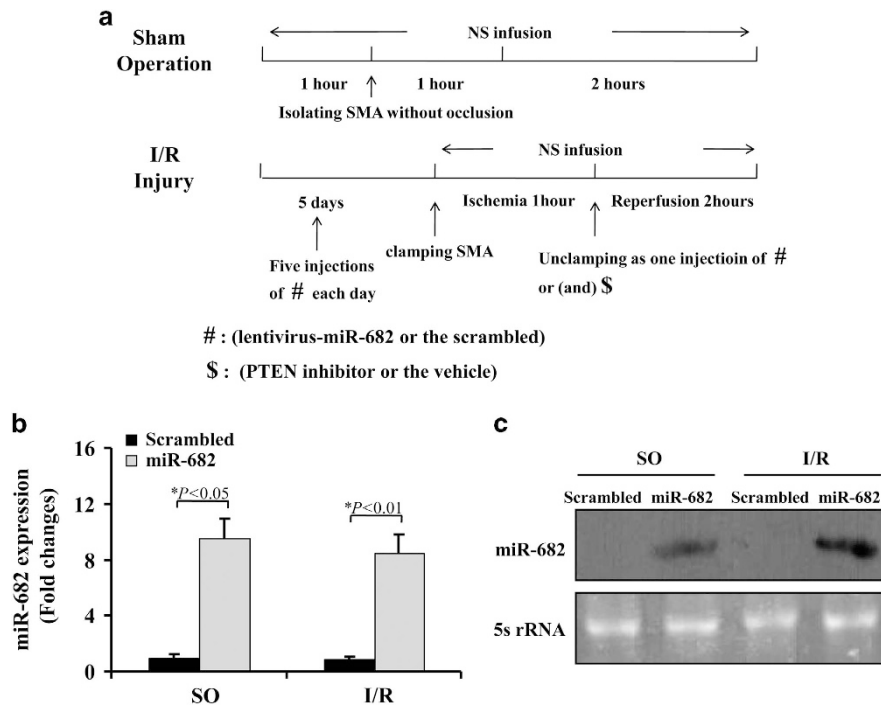 a
Sham Operation
NS infusion
1 hour
1 hour
2 hours
Isolating SMA without occlusion
I/R Injury
NS infusion
5 days
Ischemia 1hour
Reperfusion 2hours
Five injections
of # each day
clamping SMA
Unclamping as one injectioin of #
or (and) $
# : (lentivirus-miR-682 or the scrambled)
$ : (PTEN inhibitor or the vehicle)
b
miR-682 expression
(Fold changes)
16
12
8
4
0
Scrambled
miR-682
*P<0.05
*P<0.01
SO
I/R
c
SO
I/R
Scrambled miR-682 Scrambled miR-682
miR-682
5s rRNA